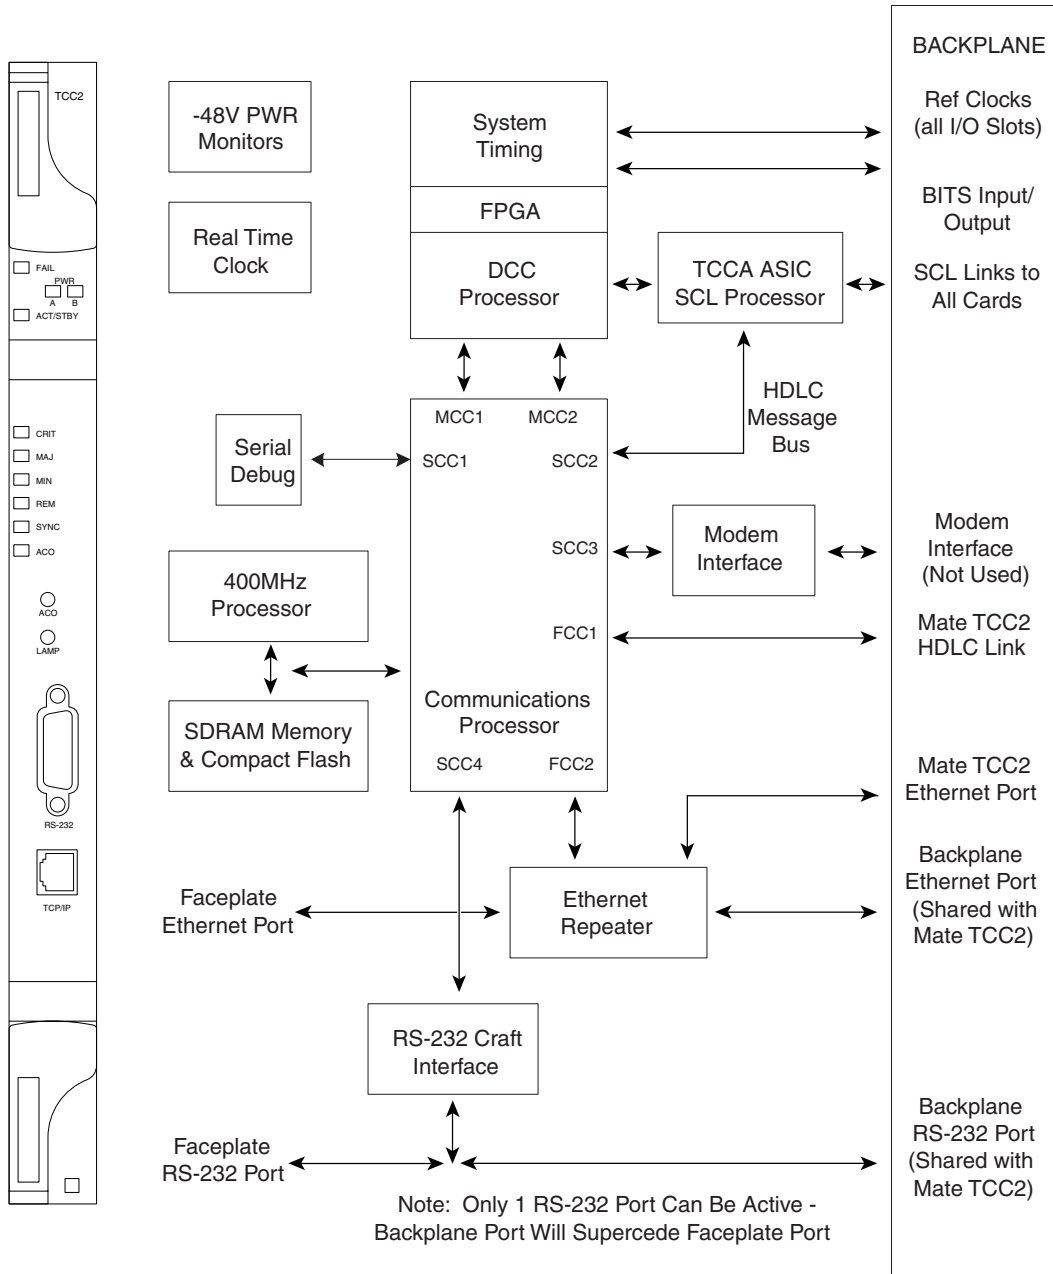 TCC2
FAIL
PWR
A B
ACT/STBY
CRIT
MAJ
MIN
REM
SYNC
ACO
ACO
LAMP
RS-232
TCP/IP
-48V PWR
Monitors
Real Time
Clock
System
Timing
FPGA
DCC
Processor
TCCA ASIC
SCL Processor
HDLC
Message
Bus
MCC1 MCC2
SCC1 SCC2
SCC3
FCC1
Communications
Processor
SCC4 FCC2
Serial
Debug
400MHz
Processor
SDRAM Memory
& Compact Flash
Modem
Interface
Faceplate
Ethernet Port
Ethernet
Repeater
RS-232 Craft
Interface
Faceplate
RS-232 Port
Note: Only 1 RS-232 Port Can Be Active -
Backplane Port Will Supercede Faceplate Port
BACKPLANE
Ref Clocks
(all I/O Slots)
BITS Input/
Output
SCL Links to
All Cards
Modem
Interface
(Not Used)
Mate TCC2
HDLC Link
Mate TCC2
Ethernet Port
Backplane
Ethernet Port
(Shared with
Mate TCC2)
Backplane
RS-232 Port
(Shared with
Mate TCC2)